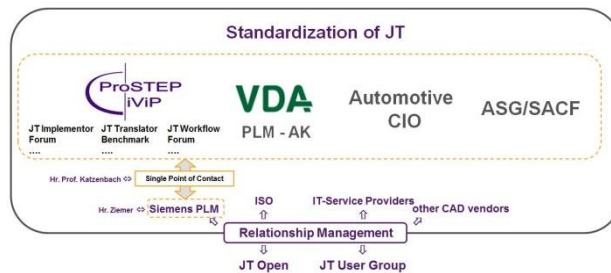 Standardization of JT
ProSTEP
iViP
VDA
PLM - AK
Automotive
CIO
ASG/SACF
JT Implementor
Forum
....
JT Translator
Benchmark
....
JT Workflow
Forum
....
Hr. Prof. Katzenbach ⇔ Single Point of Contact
Hr. Ziemer ⇔ Siemens PLM
ISO
IT-Service Providers
other CAD vendors
Relationship Management
JT Open
JT User Group